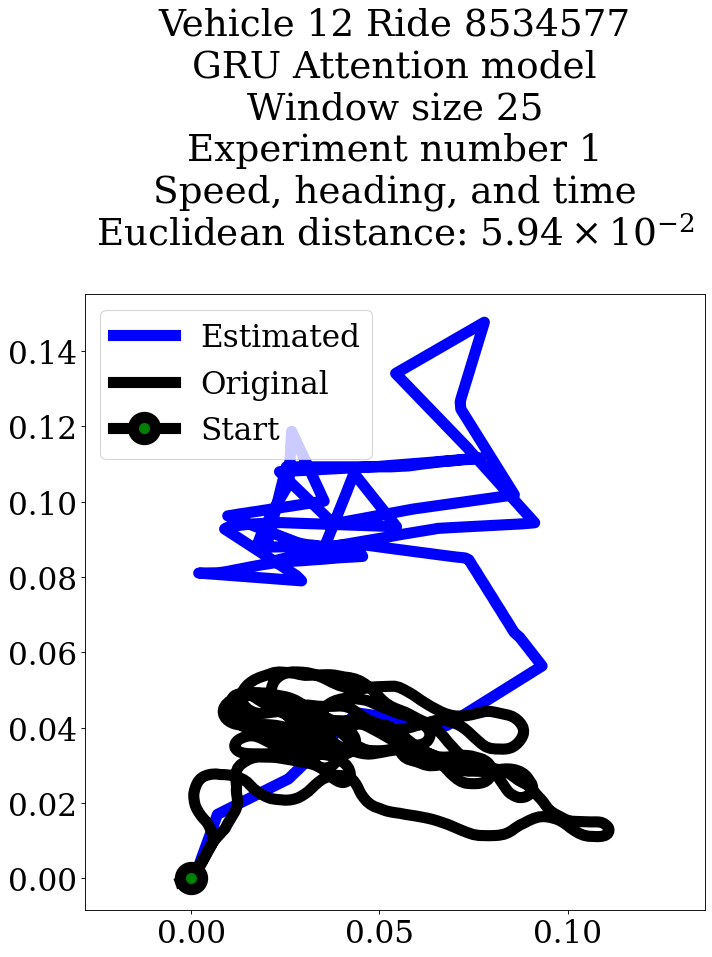 Vehicle 12 Ride 8534577
GRU Attention model
Window size 25
Experiment number 1
Speed, heading, and time
Euclidean distance: 5.94 × 10⁻²
Estimated
Original
Start
0.14
0.12
0.10
0.08
0.06
0.04
0.02
0.00
0.00 0.05 0.10